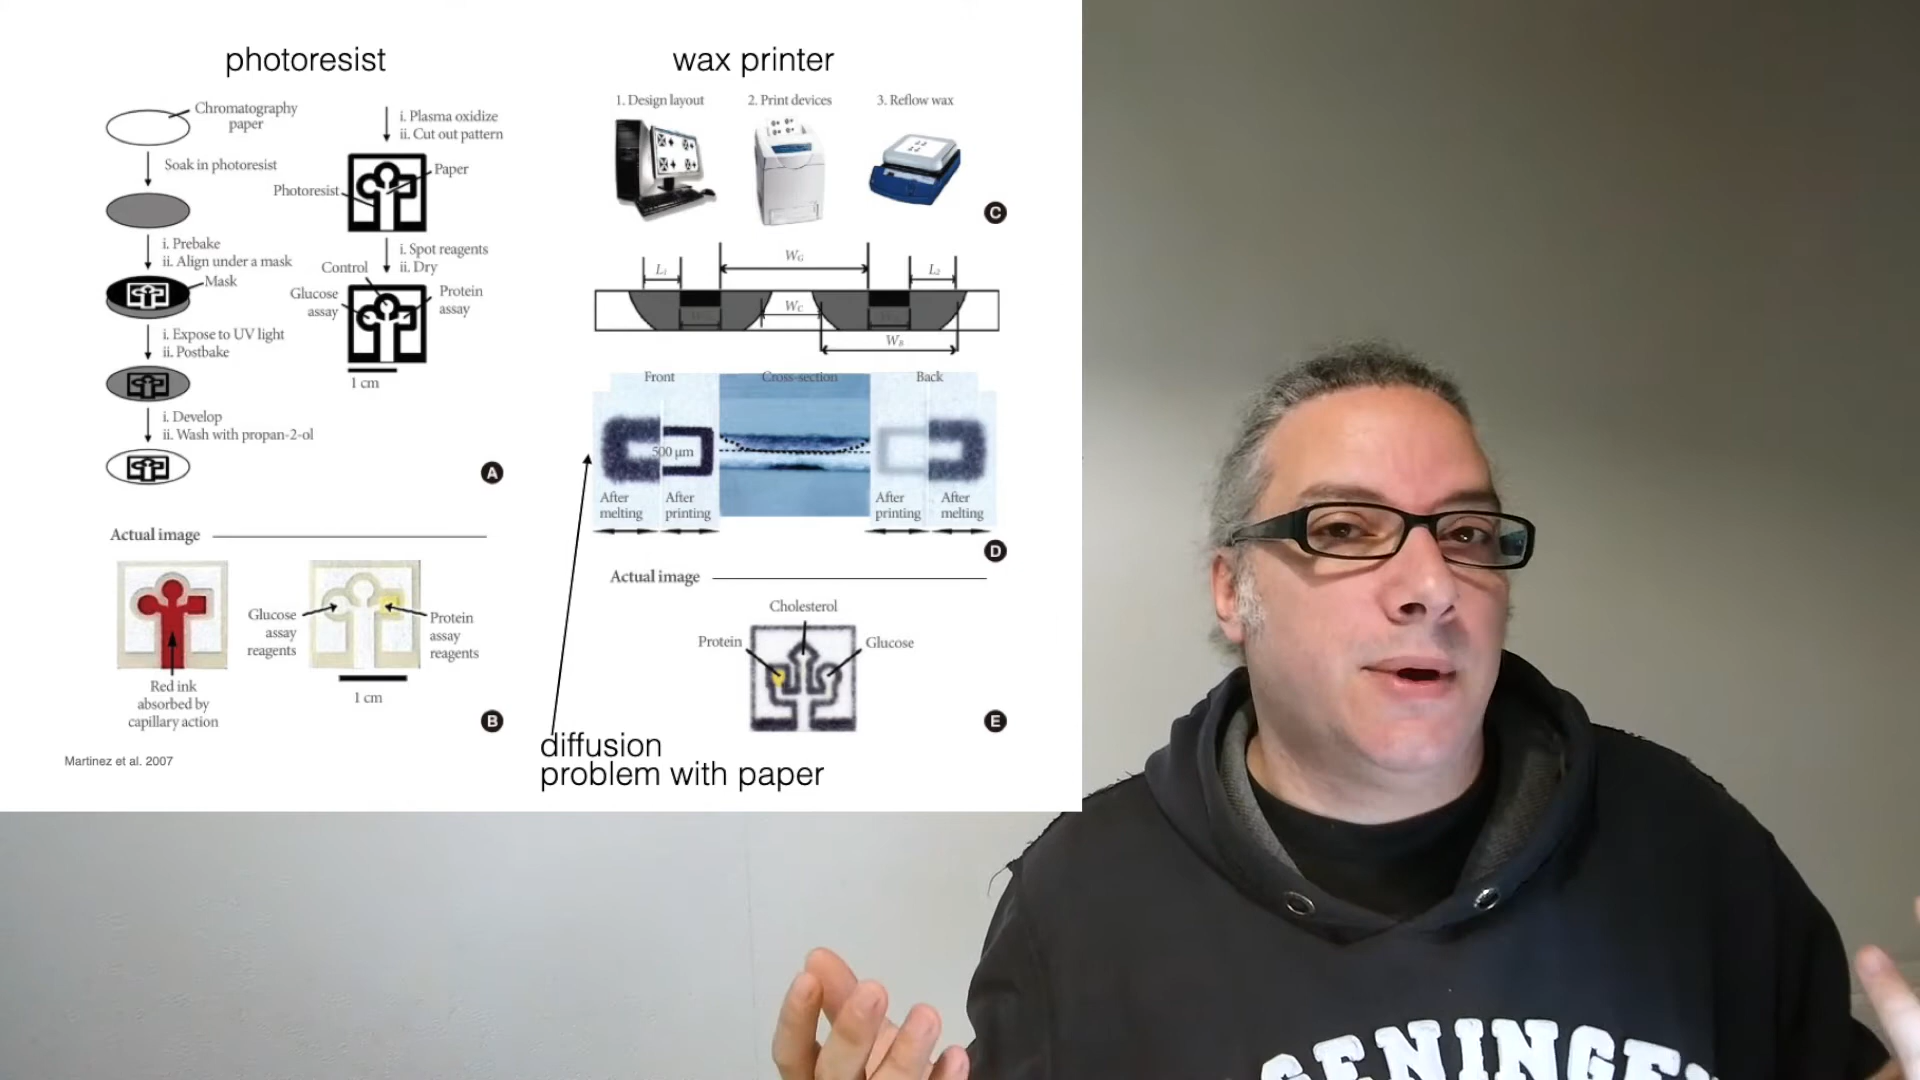 photoresist
Chromatography
paper
Soak in photoresist
i. Prebake
ii. Align under a mask
Mask
i. Expose to UV light
ii. Postbake
i. Develop
ii. Wash with propan-2-ol
i. Plasma oxidize
ii. Cut out pattern
Paper
Photoresist
i. Spot reagents
ii. Dry
Control
Glucose
assay
Protein
assay
1 cm
A
Actual image
Glucose
assay
reagents
Protein
assay
reagents
Red ink
absorbed by
capillary action
1 cm
B
Martinez et al. 2007
wax printer
1. Design layout
2. Print devices
3. Reflow wax
C
L1
WG
L2
WC
WB
Front
Cross-section
Back
500 µm
After
melting
After
printing
After
printing
After
melting
D
Actual image
Cholesterol
Protein
Glucose
E
diffusion
problem with paper